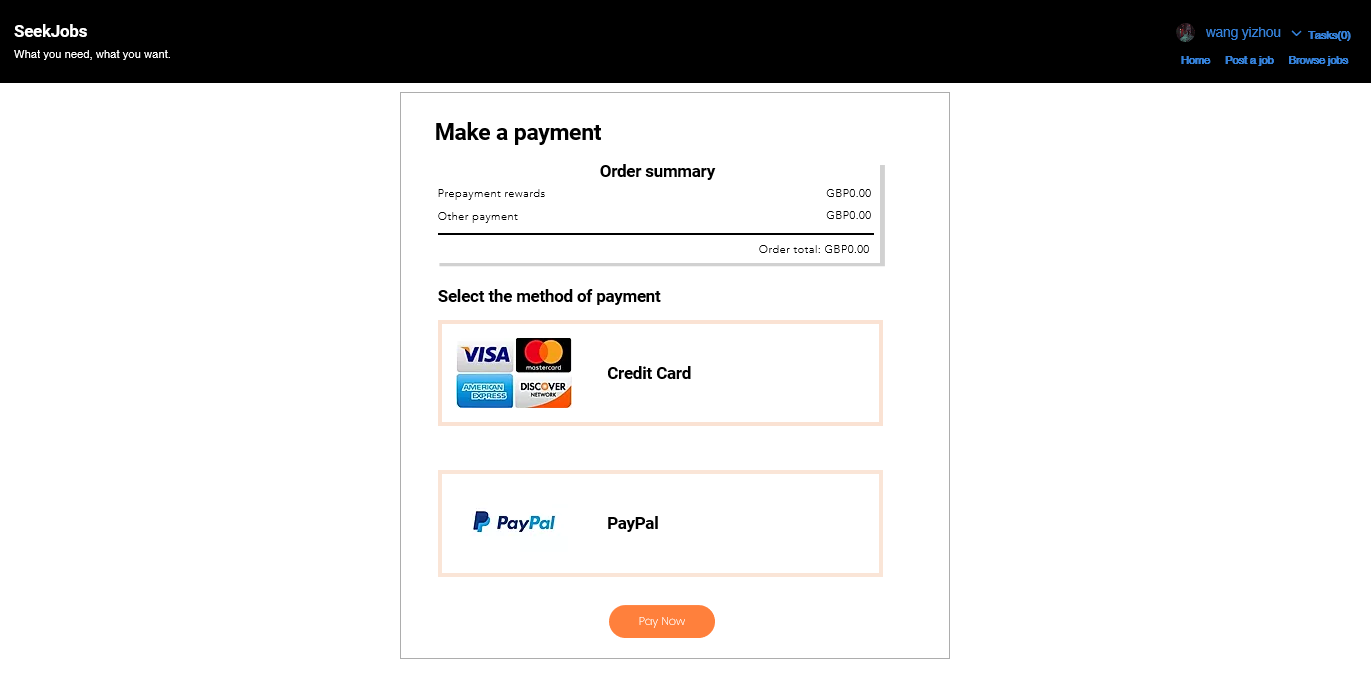 SeekJobs
What you need, what you want.
wang yizhou
Tasks(0)
Home Post a job Browse jobs
Make a payment
Order summary
Prepayment rewards GBP0.00
Other payment GBP0.00
Order total: GBP0.00
Select the method of payment
VISA mastercard
AMERICAN EXPRESS DISCOVER NETWORK
Credit Card
PayPal PayPal
Pay Now